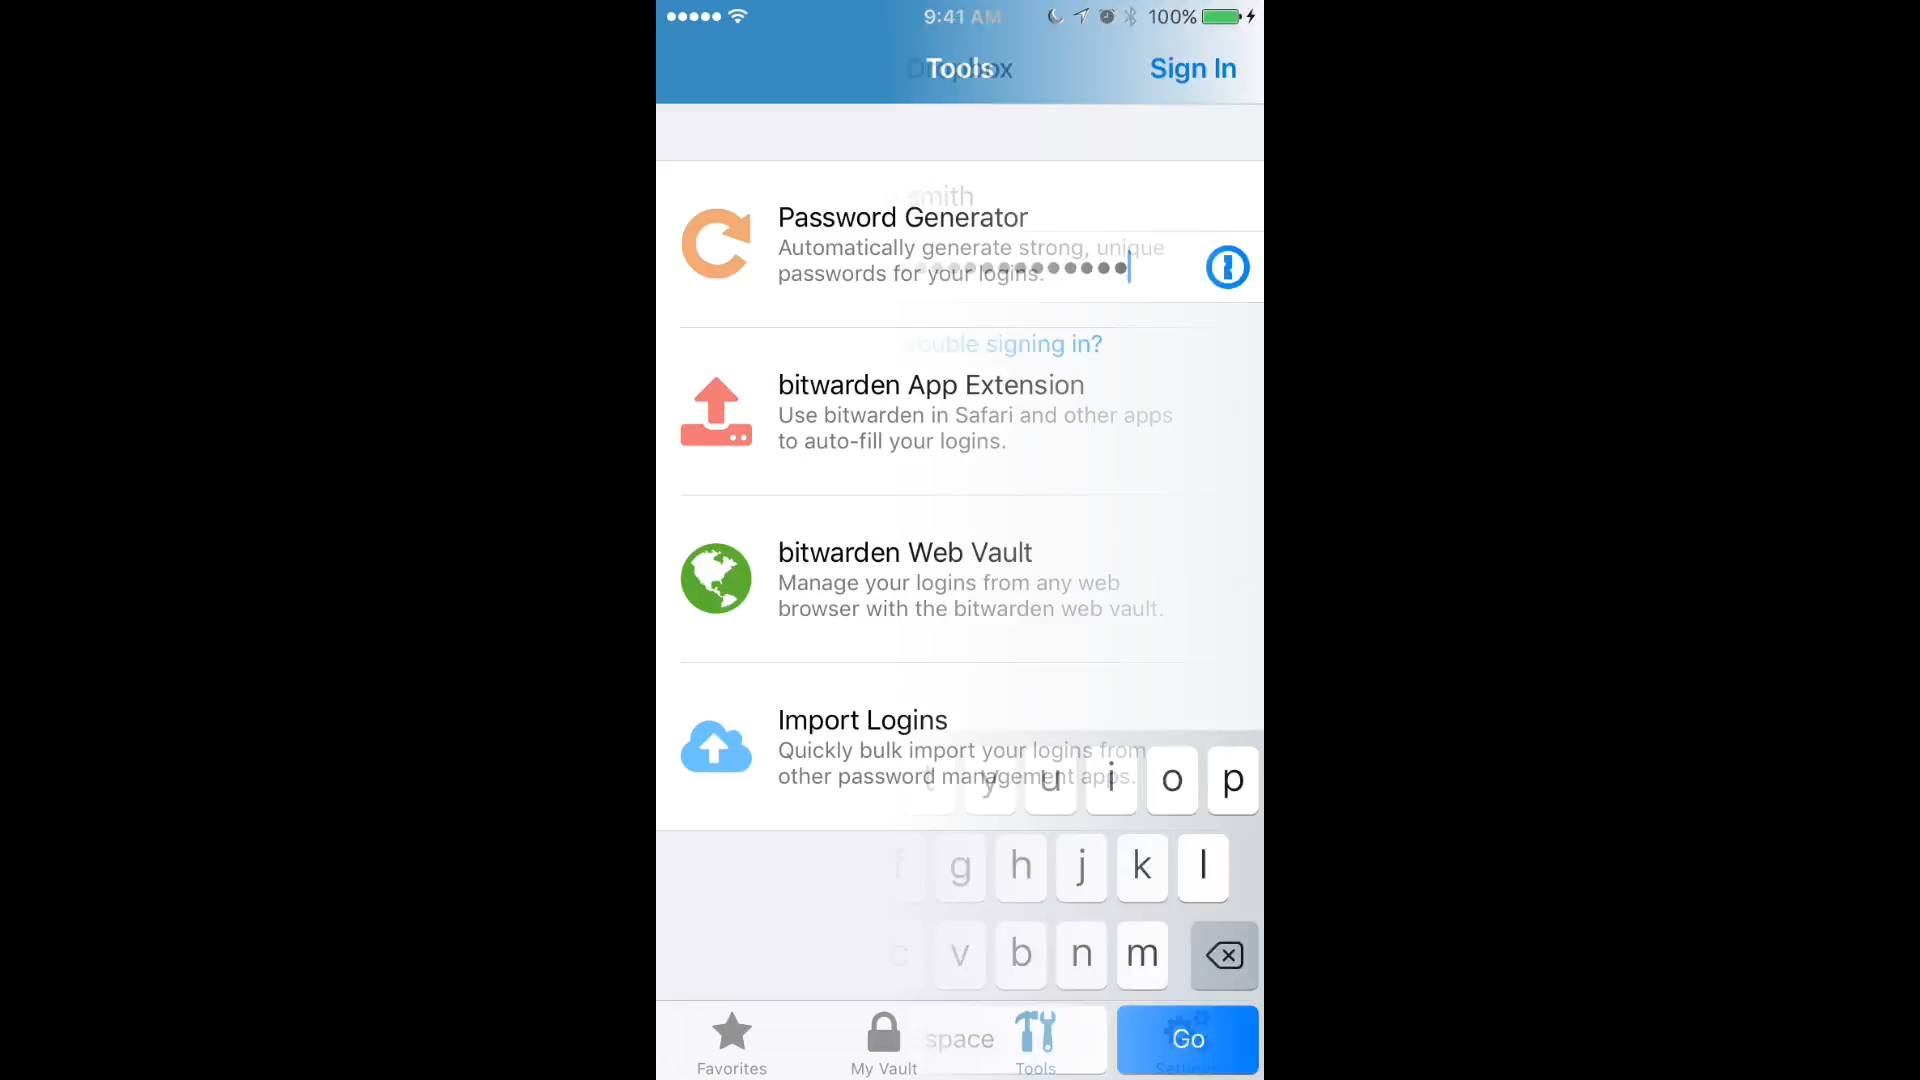 9:41 AM 100%
Dropbox
Tools
Sign In
smith
Password Generator
Automatically generate strong, unique
passwords for your logins.
rouble signing in?
bitwarden App Extension
Use bitwarden in Safari and other apps
to auto-fill your logins.
bitwarden Web Vault
Manage your logins from any web
browser with the bitwarden web vault.
Import Logins
Quickly bulk import your logins from
other password management apps.
t y u i o p
f g h j k l
c v b n m
space Go
Favorites My Vault Tools Settings